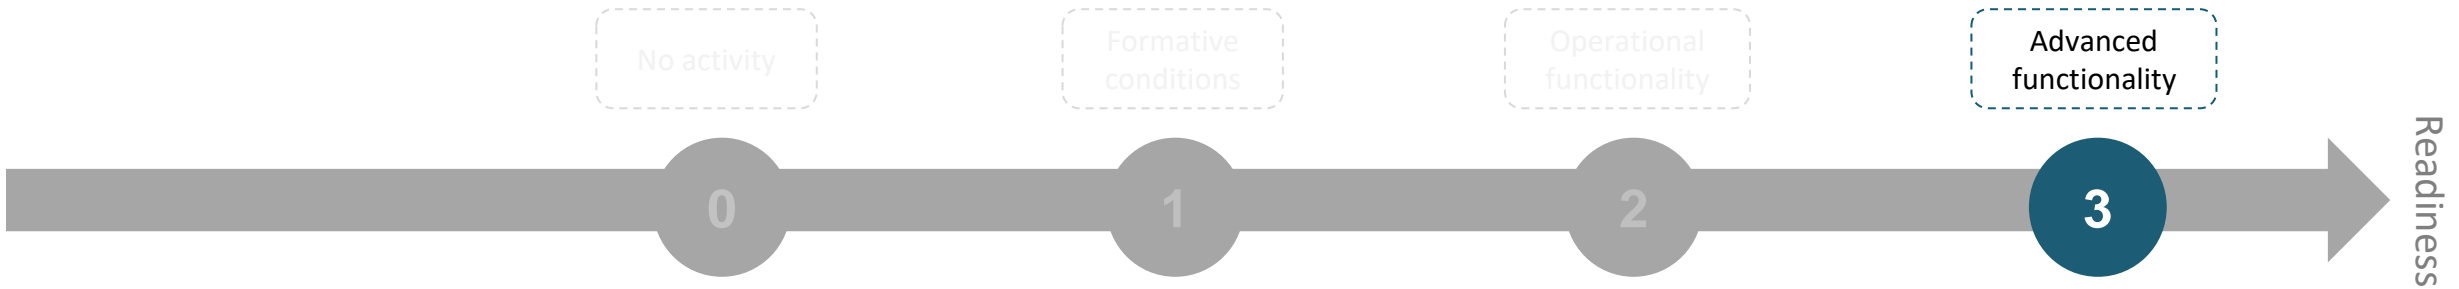 No activity
Formative
conditions
Operational
functionality
Advanced
functionality
0
1
2
3
Readiness